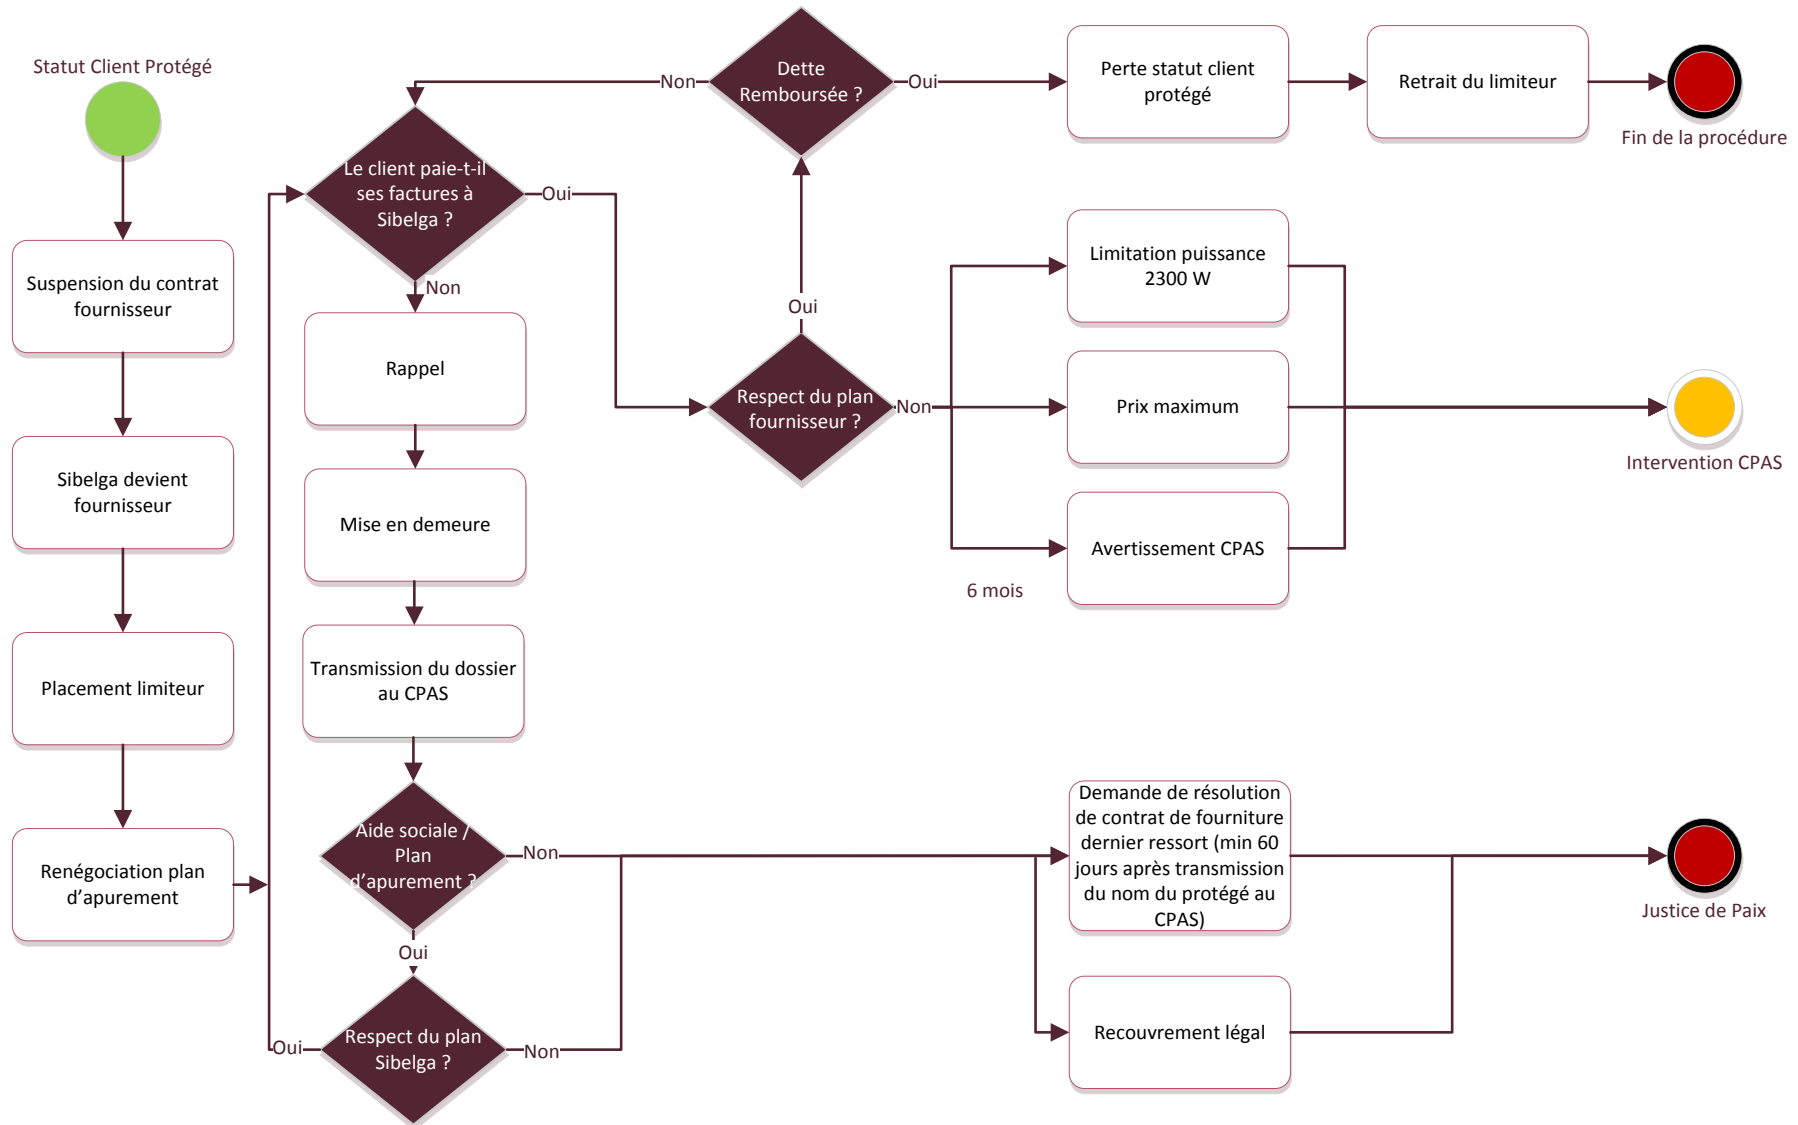 Statut Client Protégé
Suspension du contrat
fournisseur
Sibelga devient
fournisseur
Placement limiteur
Renégociation plan
d’apurement
Le client paie-t-il
ses factures à
Sibelga ?
Oui
Non
Rappel
Mise en demeure
Transmission du dossier
au CPAS
Aide sociale /
Plan
d’apurement ?
Non
Oui
Respect du plan
Sibelga ?
Oui
Non
Dette
Remboursée ?
Non
Oui
Perte statut client
protégé
Retrait du limiteur
Fin de la procédure
Oui
Respect du plan
fournisseur ?
Non
Limitation puissance
2300 W
Prix maximum
Avertissement CPAS
6 mois
Intervention CPAS
Demande de résolution
de contrat de fourniture
dernier ressort (min 60
jours après transmission
du nom du protégé au
CPAS)
Recouvrement légal
Justice de Paix